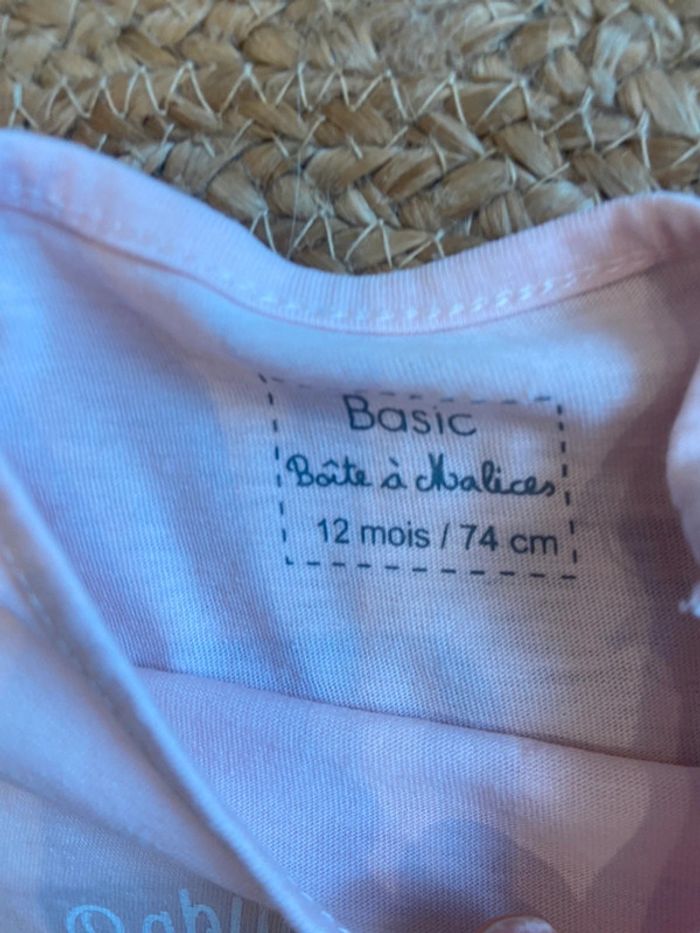 Basic
Boîte à Malices
12 mois / 74 cm